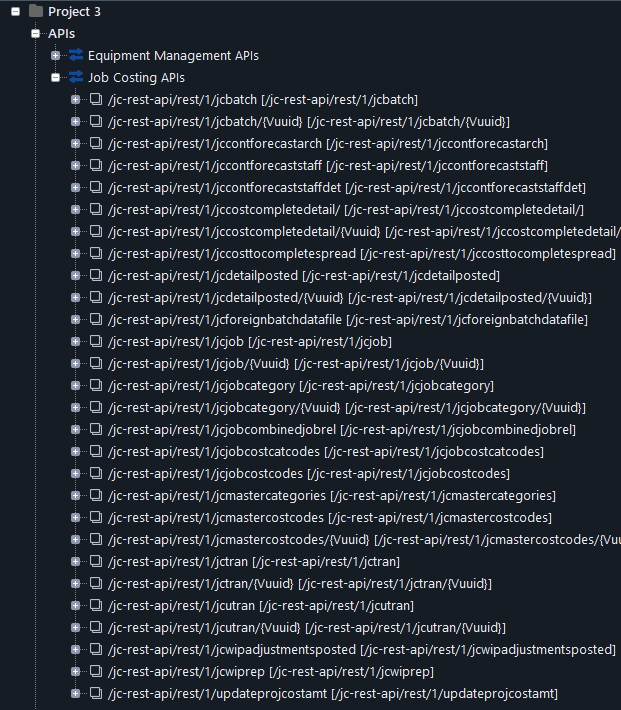 Project 3
APIs
Equipment Management APIs
Job Costing APIs
/jc-rest-api/rest/1/jcbatch [/jc-rest-api/rest/1/jcbatch]
/jc-rest-api/rest/1/jcbatch/{Vuuid} [/jc-rest-api/rest/1/jcbatch/{Vuuid}]
/jc-rest-api/rest/1/jccontforecastarch [/jc-rest-api/rest/1/jccontforecastarch]
/jc-rest-api/rest/1/jccontforecaststaff [/jc-rest-api/rest/1/jccontforecaststaff]
/jc-rest-api/rest/1/jccontforecaststaffdet [/jc-rest-api/rest/1/jccontforecaststaffdet]
/jc-rest-api/rest/1/jccostcompletedetail/ [/jc-rest-api/rest/1/jccostcompletedetail/]
/jc-rest-api/rest/1/jccostcompletedetail/{Vuuid} [/jc-rest-api/rest/1/jccostcompletedetail/
/jc-rest-api/rest/1/jccosttocompletespread [/jc-rest-api/rest/1/jccosttocompletespread]
/jc-rest-api/rest/1/jcdetailposted [/jc-rest-api/rest/1/jcdetailposted]
/jc-rest-api/rest/1/jcdetailposted/{Vuuid} [/jc-rest-api/rest/1/jcdetailposted/{Vuuid}]
/jc-rest-api/rest/1/jcforeignbatchdatafile [/jc-rest-api/rest/1/jcforeignbatchdatafile]
/jc-rest-api/rest/1/jcjob [/jc-rest-api/rest/1/jcjob]
/jc-rest-api/rest/1/jcjob/{Vuuid} [/jc-rest-api/rest/1/jcjob/{Vuuid}]
/jc-rest-api/rest/1/jcjobcategory [/jc-rest-api/rest/1/jcjobcategory]
/jc-rest-api/rest/1/jcjobcategory/{Vuuid} [/jc-rest-api/rest/1/jcjobcategory/{Vuuid}]
/jc-rest-api/rest/1/jcjobcombinedjobrel [/jc-rest-api/rest/1/jcjobcombinedjobrel]
/jc-rest-api/rest/1/jcjobcostcatcodes [/jc-rest-api/rest/1/jcjobcostcatcodes]
/jc-rest-api/rest/1/jcjobcostcodes [/jc-rest-api/rest/1/jcjobcostcodes]
/jc-rest-api/rest/1/jcmastercategories [/jc-rest-api/rest/1/jcmastercategories]
/jc-rest-api/rest/1/jcmastercostcodes [/jc-rest-api/rest/1/jcmastercostcodes]
/jc-rest-api/rest/1/jcmastercostcodes/{Vuuid} [/jc-rest-api/rest/1/jcmastercostcodes/{Vuu
/jc-rest-api/rest/1/jctran [/jc-rest-api/rest/1/jctran]
/jc-rest-api/rest/1/jctran/{Vuuid} [/jc-rest-api/rest/1/jctran/{Vuuid}]
/jc-rest-api/rest/1/jcutran [/jc-rest-api/rest/1/jcutran]
/jc-rest-api/rest/1/jcutran/{Vuuid} [/jc-rest-api/rest/1/jcutran/{Vuuid}]
/jc-rest-api/rest/1/jcwipadjustmentsposted [/jc-rest-api/rest/1/jcwipadjustmentsposted]
/jc-rest-api/rest/1/jcwiprep [/jc-rest-api/rest/1/jcwiprep]
/jc-rest-api/rest/1/updateprojcostamt [/jc-rest-api/rest/1/updateprojcostamt]